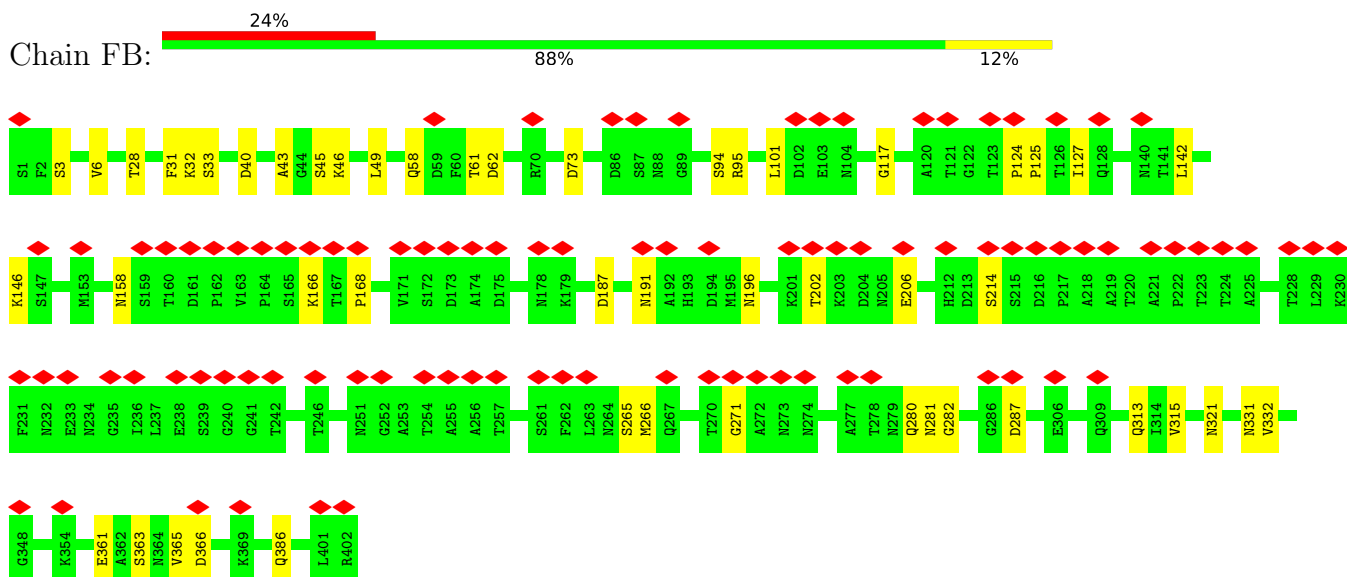 24%
Chain FB:
88% 12%
S1 F2 S3 V6 T28 F31 K32 S33 D40 A43 G44 S45 K46 L49 Q58 D59 F60 T61 D62 R70 D73 D86 S87 N88 G89 S94 R95 L101 D102 E103 N104 G117 A120 T121 G122 T123 P124 P125 T126 I127 Q128 N140 T141 L142
K146 S147 M153 N158 S159 T160 D161 P162 V163 P164 S165 K166 T167 P168 V171 S172 D173 A174 D175 N178 K179 D187 N191 A192 H193 D194 M195 N196 K201 T202 K203 D204 N205 E206 H212 D213 S214 S215 D216 P217 A218 A219 T220 A221 P222 T223 T224 A225 T228 L229 K230
F231 N232 E233 N234 G235 I236 L237 E238 S239 G240 G241 T242 T246 N251 G252 A253 T254 A255 A256 T257 S261 F262 L263 N264 S265 M266 Q267 T270 G271 A272 N273 N274 A277 T278 N279 Q280 N281 G282 G286 D287 E306 Q309 Q313 I314 V315 N321 N331 V332
G348 K354 E361 A362 S363 N364 V365 D366 K369 Q386 L401 R402